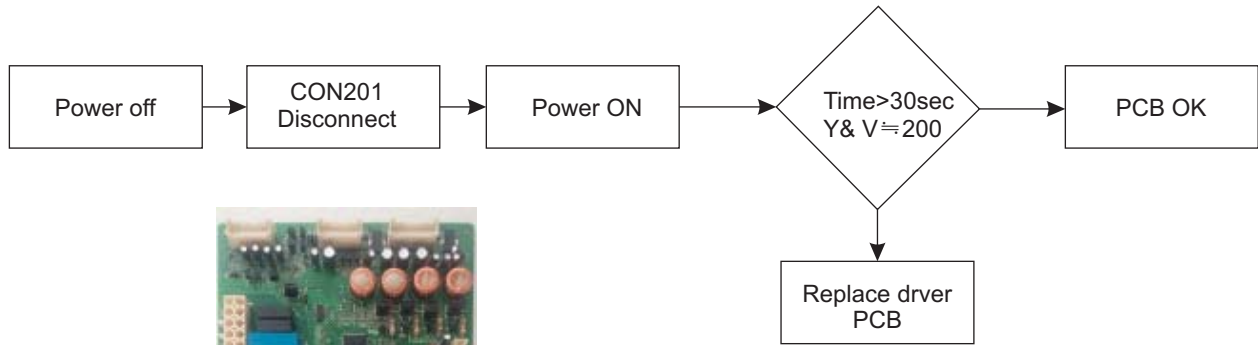 Power off
CON201
Disconnect
Power ON
Time>30sec
Y& V≒200
PCB OK
Replace drver
PCB